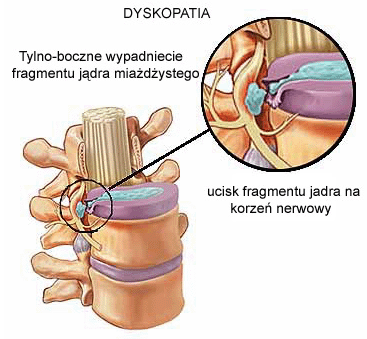 DYSKOPATIA
Tylno-boczne wypadniecie
fragmentu jądra miażdżystego
ucisk fragmentu jadra na
korzeń nerwowy